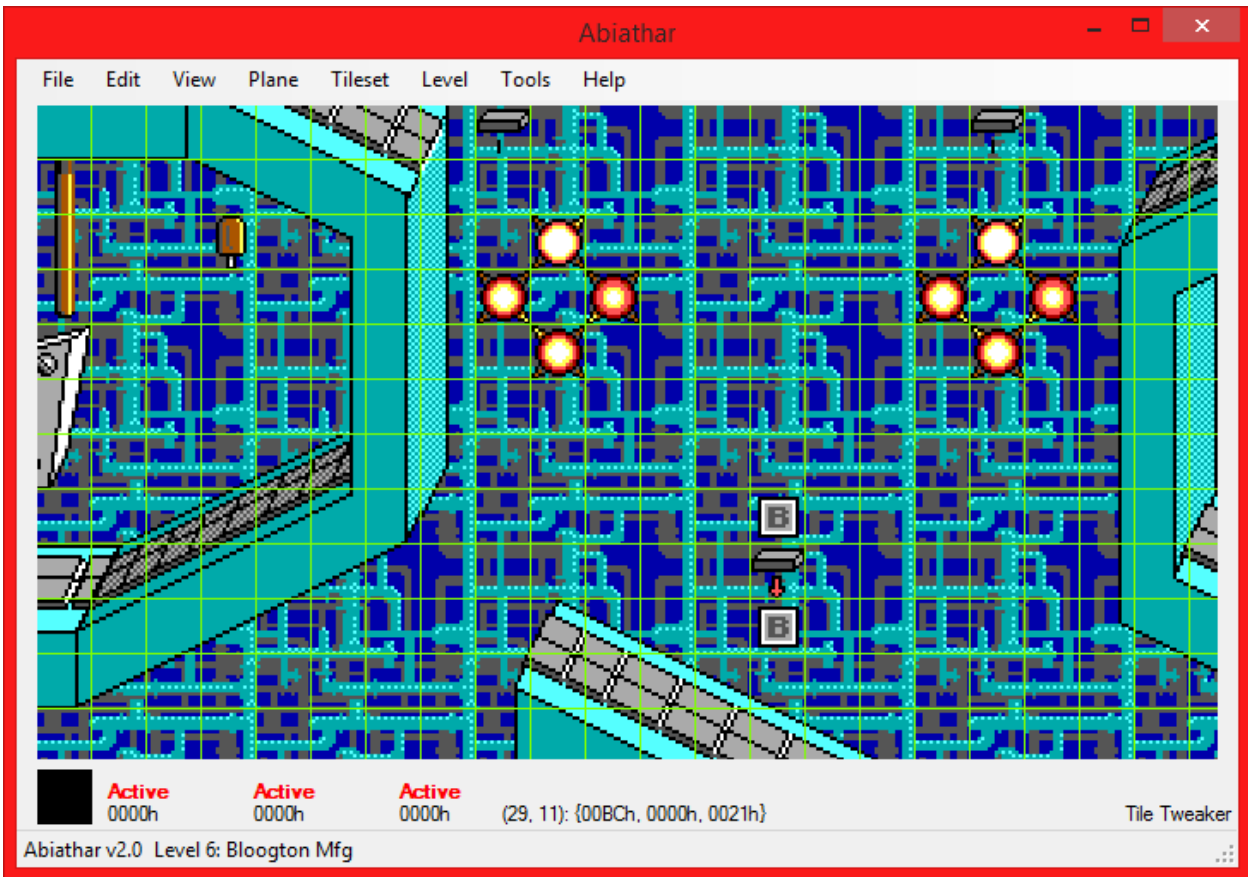 Abiathar
File Edit View Plane Tileset Level Tools Help
B
B
Active Active Active
0000h 0000h 0000h (29, 11): {00BCh, 0000h, 0021h} Tile Tweaker
Abiathar v2.0 Level 6: Bloogton Mfg